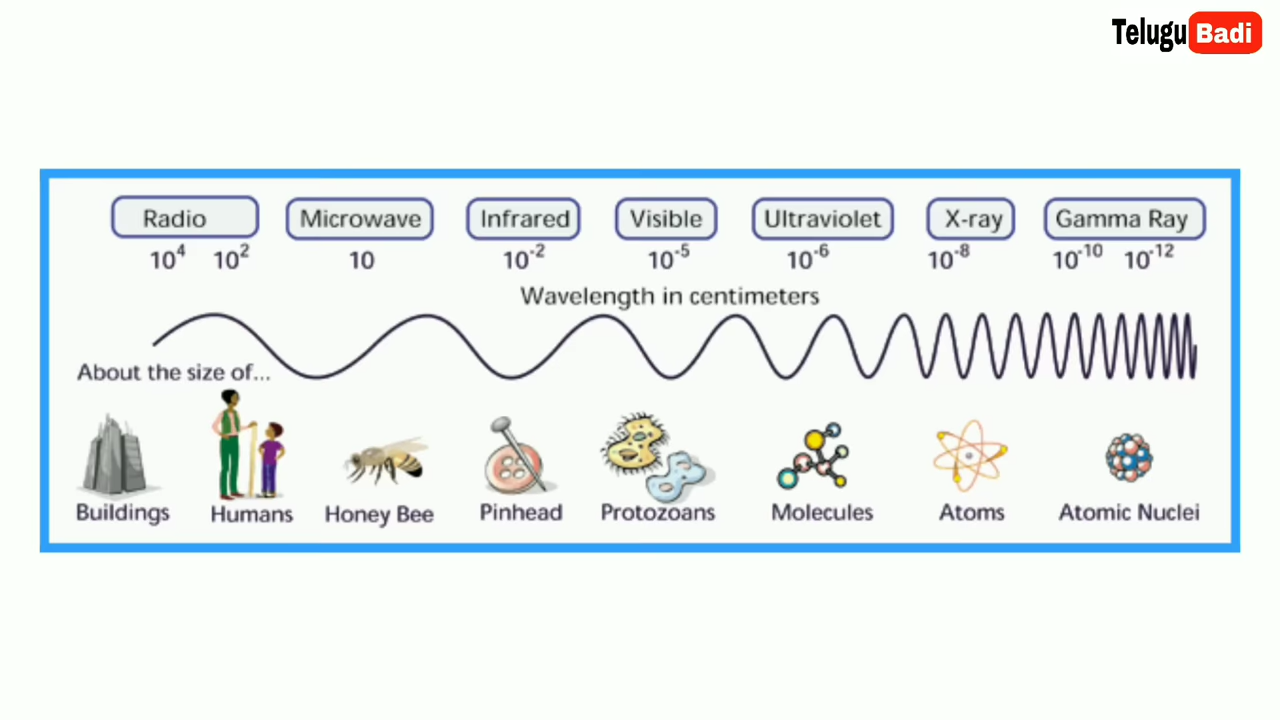 Telugu Badi
Radio Microwave Infrared Visible Ultraviolet X-ray Gamma Ray
10⁴ 10² 10 10⁻² 10⁻⁵ 10⁻⁶ 10⁻⁸ 10⁻¹⁰ 10⁻¹²
Wavelength in centimeters
About the size of...
Buildings Humans Honey Bee Pinhead Protozoans Molecules Atoms Atomic Nuclei